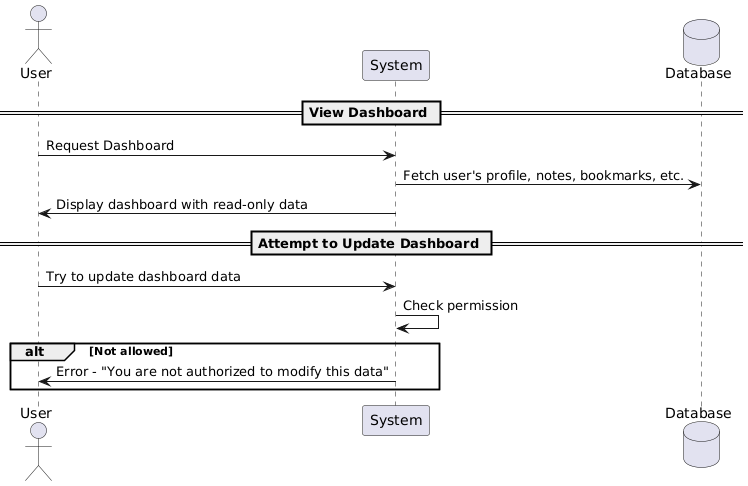 User
System
Database
View Dashboard
Request Dashboard
Fetch user's profile, notes, bookmarks, etc.
Display dashboard with read-only data
Attempt to Update Dashboard
Try to update dashboard data
Check permission
alt [Not allowed]
Error - "You are not authorized to modify this data"
User
System
Database